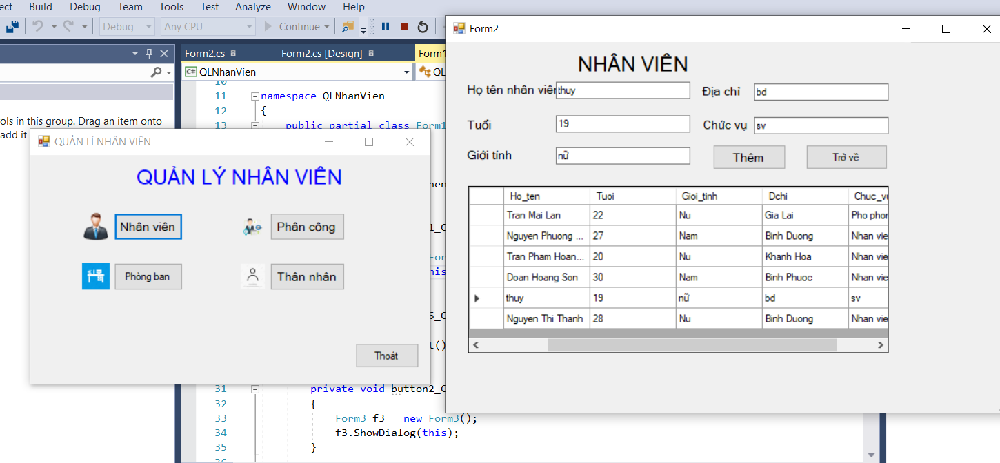 ect Build Debug Team Tools Test Analyze Window Help
Debug Any CPU Continue
Form2.cs Form2.cs [Design] Form1
C# QLNhanVien QL
ols in this group. Drag an item onto
add it
10
11 namespace QLNhanVien
12 {
13 public partial class Form1
QUẢN LÍ NHÂN VIÊN
QUẢN LÝ NHÂN VIÊN
Nhân viên Phân công
Phòng ban Thân nhân
Thoát
31 private void button2_C
32 {
33 Form3 f3 = new Form3();
34 f3.ShowDialog(this);
35 }
36
Form2
NHÂN VIÊN
Họ tên nhân viên thuy Địa chỉ bd
Tuổi 19 Chức vụ sv
Giới tính nữ Thêm Trở về
Ho_ten Tuoi Gioi_tinh Dchi Chuc_vu
Tran Mai Lan 22 Nu Gia Lai Pho phon
Nguyen Phuong ... 27 Nam Binh Duong Nhan vie
Tran Pham Hoan... 20 Nu Khanh Hoa Nhan vie
Doan Hoang Son 30 Nam Binh Phuoc Nhan vie
thuy 19 nữ bd sv
Nguyen Thi Thanh 28 Nu Binh Duong Nhan vie